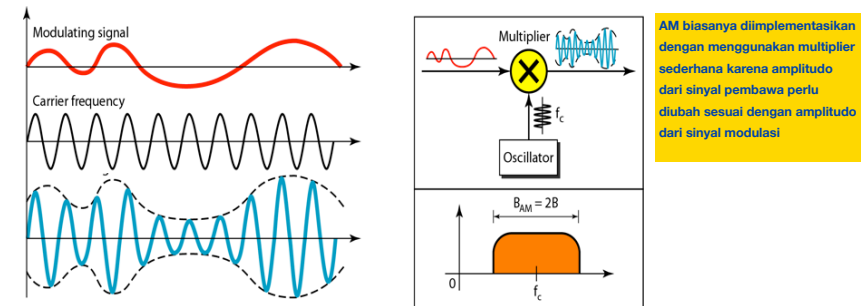 Modulating signal
Carrier frequency
Multiplier
fc
Oscillator
BAM = 2B
0
fc
AM biasanya diimplementasikan
dengan menggunakan multiplier
sederhana karena amplitudo
dari sinyal pembawa perlu
diubah sesuai dengan amplitudo
dari sinyal modulasi